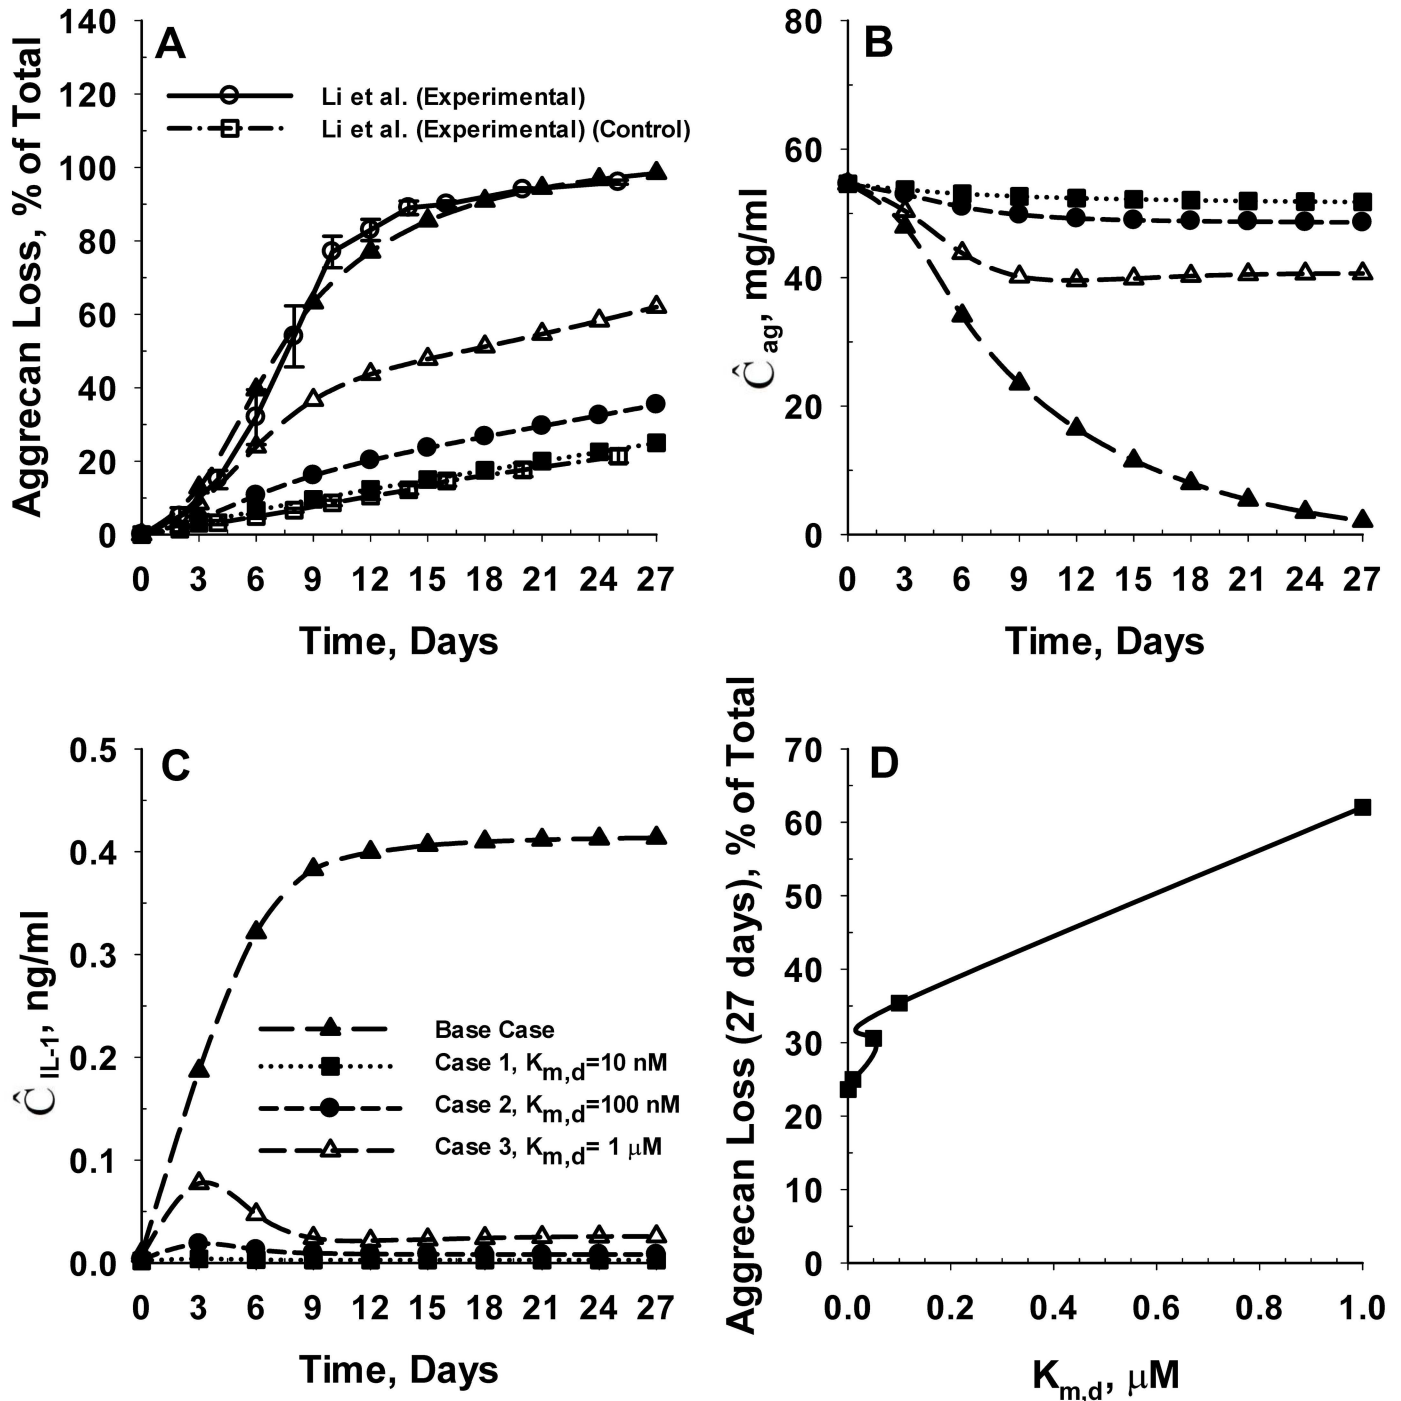 A
Aggrecan Loss, % of Total
140
120
100
80
60
40
20
0
Li et al. (Experimental)
Li et al. (Experimental) (Control)
0 3 6 9 12 15 18 21 24 27
Time, Days
B
Ĉag, mg/ml
80
60
40
20
0
0 3 6 9 12 15 18 21 24 27
Time, Days
C
ĈIL-1, ng/ml
0.5
0.4
0.3
0.2
0.1
0.0
Base Case
Case 1, Km,d=10 nM
Case 2, Km,d=100 nM
Case 3, Km,d= 1 μM
0 3 6 9 12 15 18 21 24 27
Time, Days
D
Aggrecan Loss (27 days), % of Total
70
60
50
40
30
20
10
0
0.0 0.2 0.4 0.6 0.8 1.0
Km,d, μM